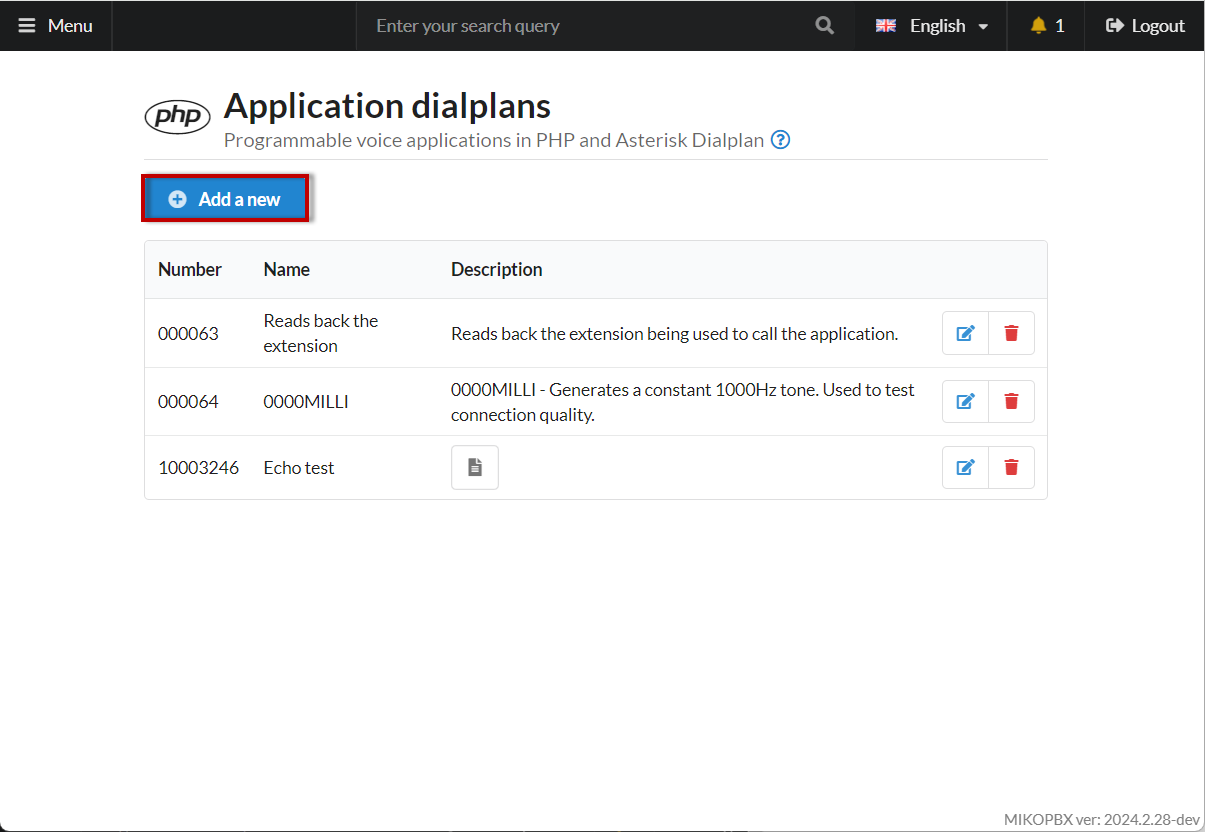 Menu
Enter your search query
English
1
Logout
php
Application dialplans
Programmable voice applications in PHP and Asterisk Dialplan ?
Add a new
Number Name Description
000063 Reads back the extension Reads back the extension being used to call the application.
000064 0000MILLI 0000MILLI - Generates a constant 1000Hz tone. Used to test
connection quality.
10003246 Echo test
MIKOPBX ver: 2024.2.28-dev